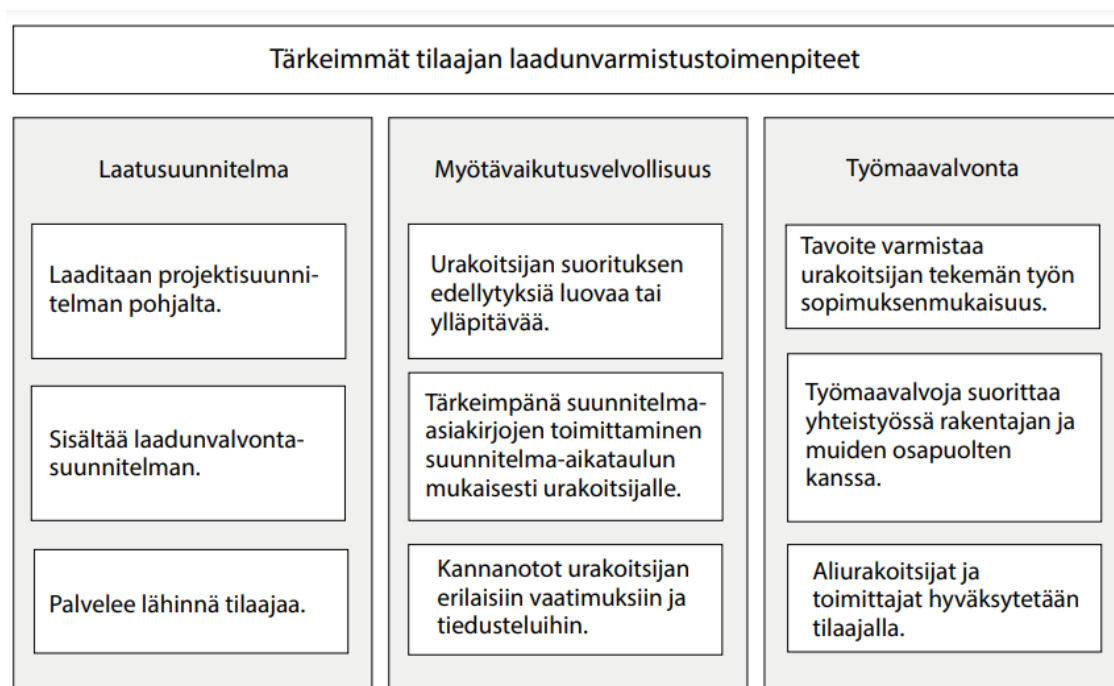 Tärkeimmät tilaajan laadunvarmistustoimenpiteet
Laatusuunnitelma
Laaditaan projektisuunni-
telman pohjalta.
Sisältää laadunvalvonta-
suunnitelman.
Palvelee lähinnä tilaajaa.
Myötävaikutusvelvollisuus
Urakoitsijan suorituksen
edellytyksiä luovaa tai
ylläpitävää.
Tärkeimpänä suunnitelma-
asiakirjojen toimittaminen
suunnitelma-aikataulun
mukaisesti urakoitsijalle.
Kannanotot urakoitsijan
erilaisiin vaatimuksiin ja
tiedusteluihin.
Työmaavalvonta
Tavoite varmistaa
urakoitsijan tekemän työn
sopimuksenmukaisuus.
Työmaavalvoja suorittaa
yhteistyössä rakentajan ja
muiden osapuolten
kanssa.
Aliurakoitsijat ja
toimittajat hyväksytetään
tilaajalla.